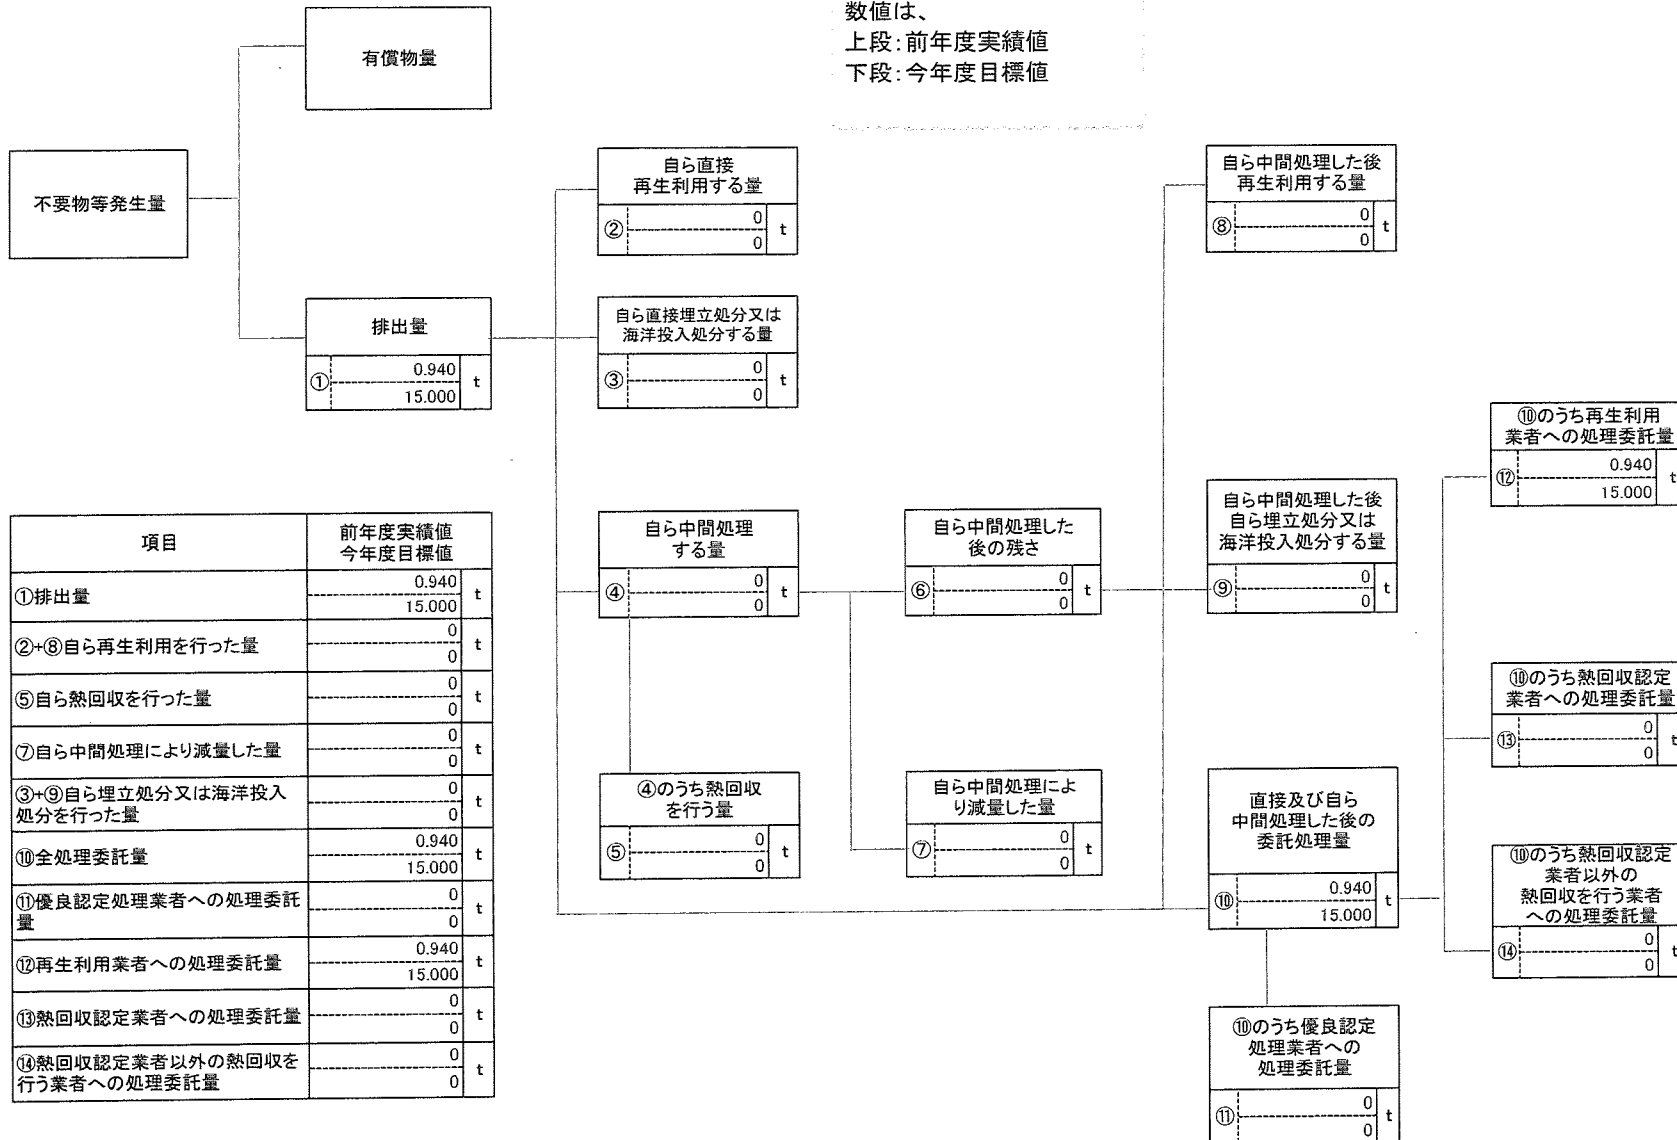 数値は、
上段:前年度実績値
下段:今年度目標値
有償物量
不要物等発生量
排出量
① 0.940 t
15.000
自ら直接
再生利用する量
② 0 t
0
自ら直接埋立処分又は
海洋投入処分する量
③ 0 t
0
自ら中間処理
する量
④ 0 t
0
④のうち熱回収
を行う量
⑤ 0 t
0
自ら中間処理した
後の残さ
⑥ 0 t
0
自ら中間処理によ
り減量した量
⑦ 0 t
0
自ら中間処理した後
再生利用する量
⑧ 0 t
0
自ら中間処理した後
自ら埋立処分又は
海洋投入処分する量
⑨ 0 t
0
直接及び自ら
中間処理した後の
委託処理量
⑩ 0.940 t
15.000
⑩のうち優良認定
処理業者への
処理委託量
⑪ 0 t
0
⑩のうち再生利用
業者への処理委託量
⑫ 0.940 t
15.000
⑩のうち熱回収認定
業者への処理委託量
⑬ 0 t
0
⑩のうち熱回収認定
業者以外の
熱回収を行う業者
への処理委託量
⑭ 0 t
0
項目 前年度実績値
今年度目標値
①排出量 0.940 t
15.000
②+⑧自ら再生利用を行った量 0 t
0
⑤自ら熱回収を行った量 0 t
0
⑦自ら中間処理により減量した量 0 t
0
③+⑨自ら埋立処分又は海洋投入
処分を行った量 0 t
0
⑩全処理委託量 0.940 t
15.000
⑪優良認定処理業者への処理委託
量 0 t
0
⑫再生利用業者への処理委託量 0.940 t
15.000
⑬熱回収認定業者への処理委託量 0 t
0
⑭熱回収認定業者以外の熱回収を
行う業者への処理委託量 0 t
0